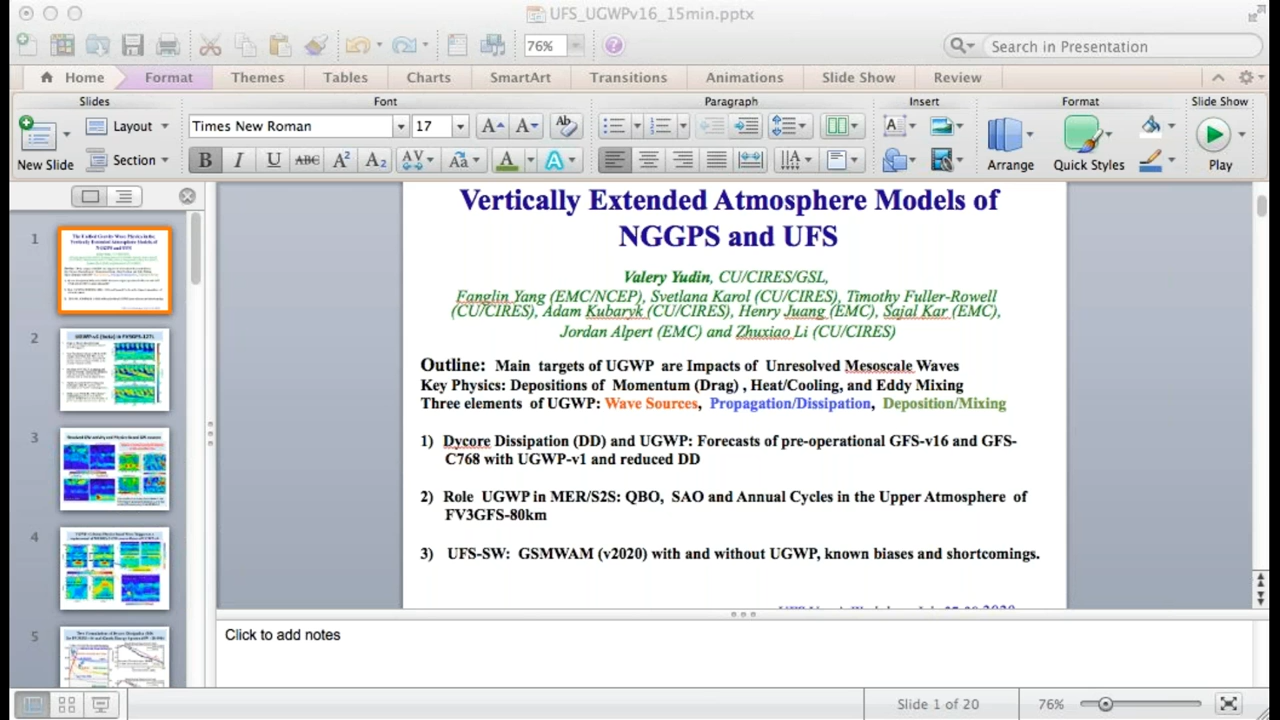 UFS_UGWPv16_15min.pptx
76%
Search in Presentation
Home Format Themes Tables Charts SmartArt Transitions Animations Slide Show Review
Slides Font Paragraph Insert Format Slide Show
Layout Times New Roman 17
New Slide Section Arrange Quick Styles Play
Vertically Extended Atmosphere Models of
NGGPS and UFS
Valery Yudin, CU/CIRES/GSL,
Fanglin Yang (EMC/NCEP), Svetlana Karol (CU/CIRES), Timothy Fuller-Rowell
(CU/CIRES), Adam Kubaryk (CU/CIRES), Henry Juang (EMC), Sajal Kar (EMC),
Jordan Alpert (EMC) and Zhuxiao Li (CU/CIRES)
Outline: Main targets of UGWP are Impacts of Unresolved Mesoscale Waves
Key Physics: Depositions of Momentum (Drag) , Heat/Cooling, and Eddy Mixing
Three elements of UGWP: Wave Sources, Propagation/Dissipation, Deposition/Mixing
1) Dycore Dissipation (DD) and UGWP: Forecasts of pre-operational GFS-v16 and GFS-
C768 with UGWP-v1 and reduced DD
2) Role UGWP in MER/S2S: QBO, SAO and Annual Cycles in the Upper Atmosphere of
FV3GFS-80km
3) UFS-SW: GSMWAM (v2020) with and without UGWP, known biases and shortcomings.
1
2
3
4
5
Click to add notes
Slide 1 of 20
76%